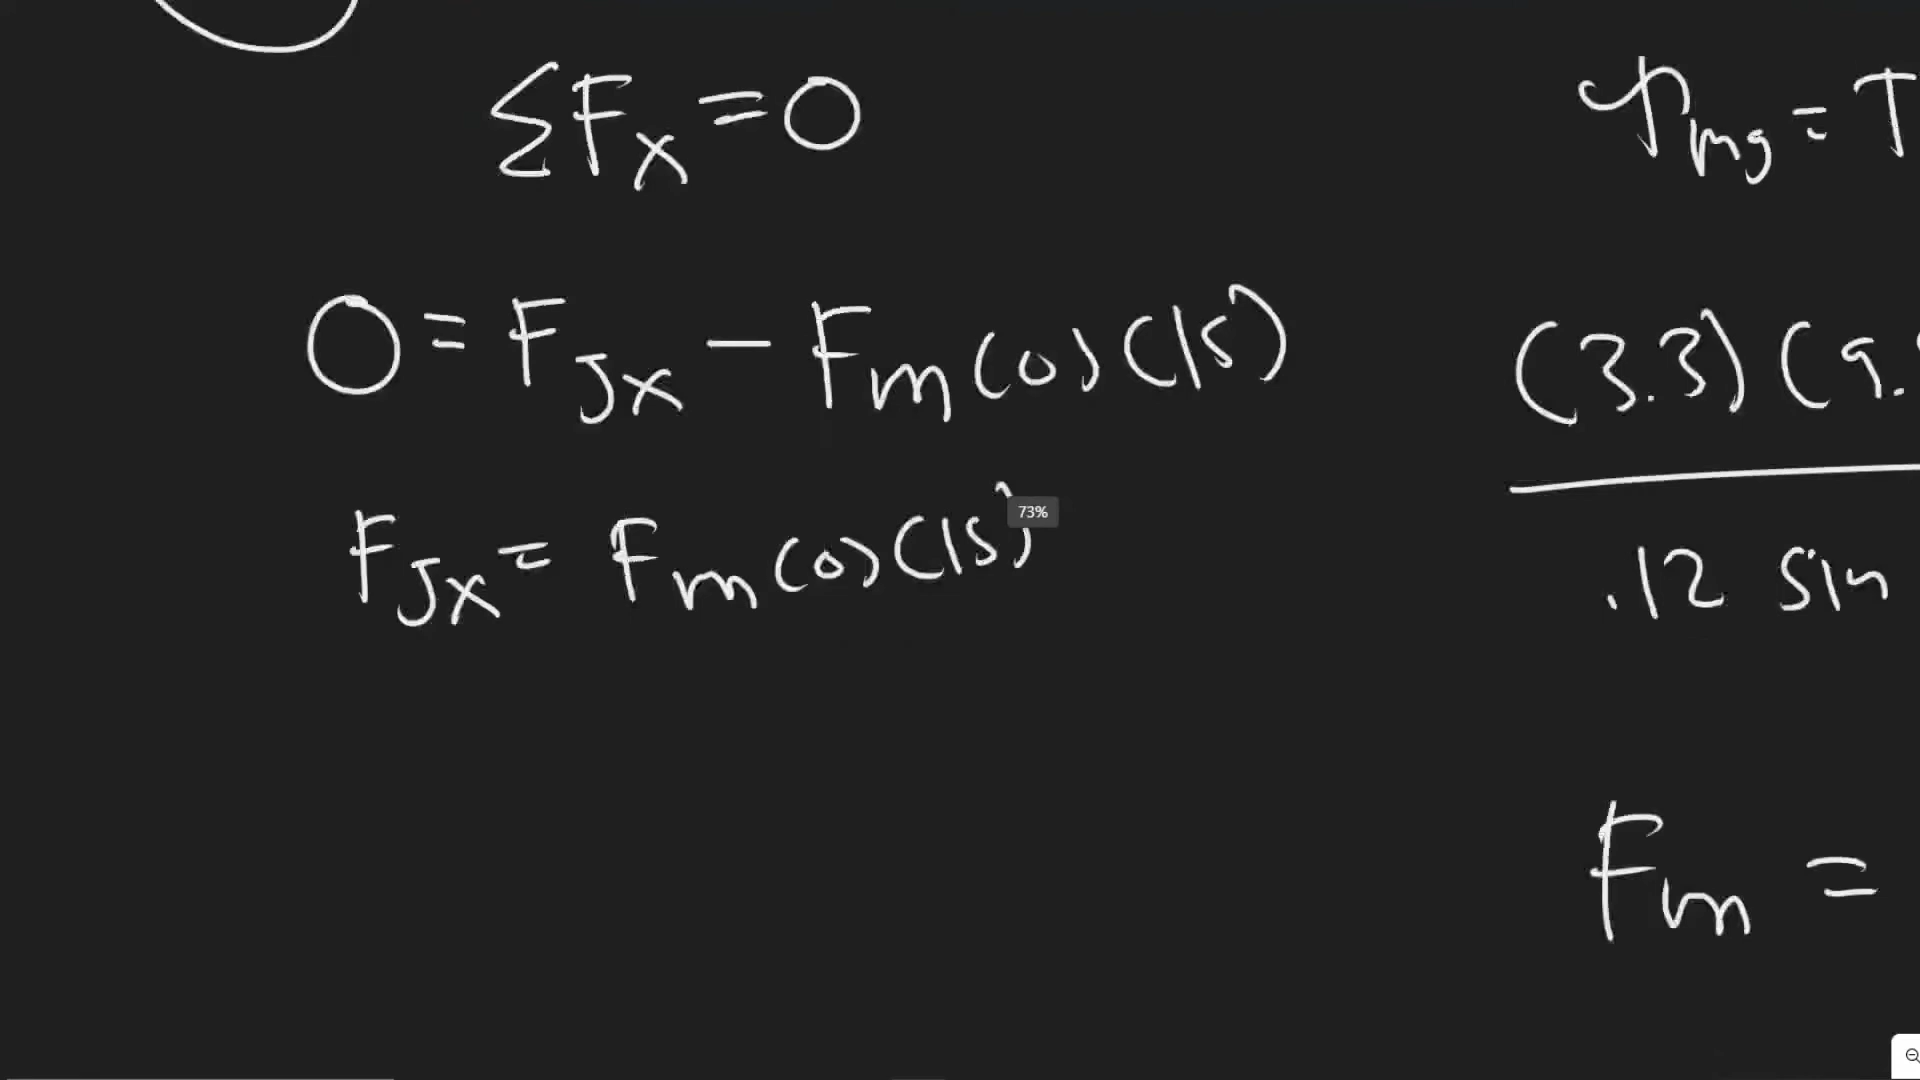 ΣFx = 0
0 = FJx - Fm cos(15)
FJx = Fm cos(15)
73%
τmg = T
(3.3)(9.
.12 sin
Fm =